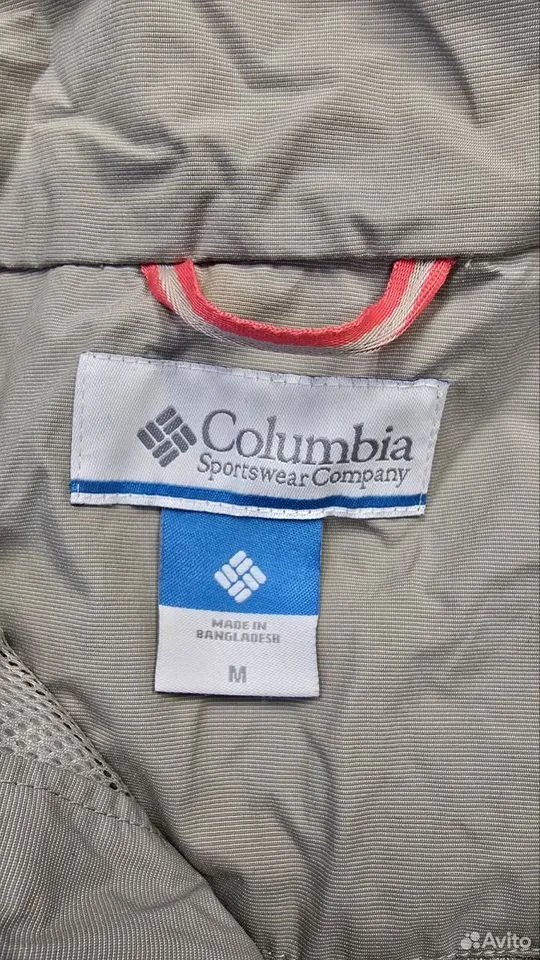 Columbia
Sportswear Company
MADE IN
BANGLADESH
M
Avito